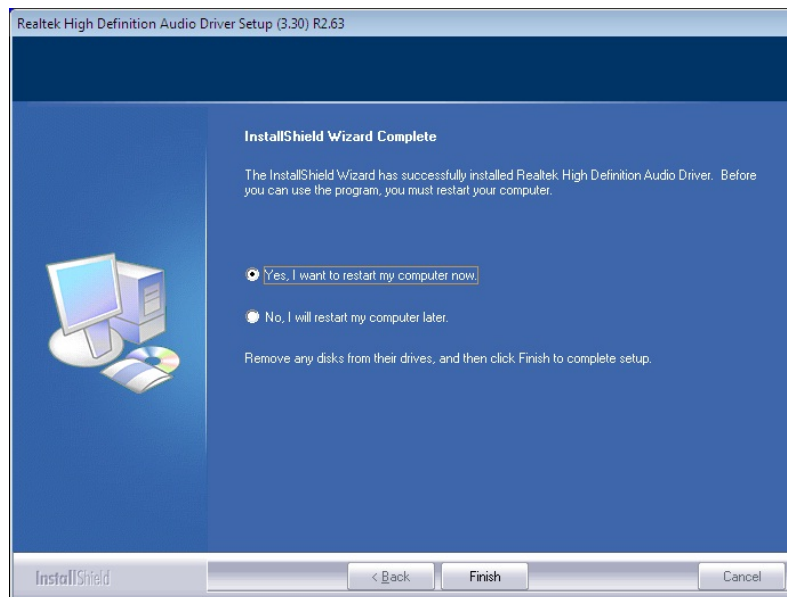 Realtek High Definition Audio Driver Setup (3.30) R2.63
InstallShield Wizard Complete
The InstallShield Wizard has successfully installed Realtek High Definition Audio Driver. Before
you can use the program, you must restart your computer.
Yes, I want to restart my computer now.
No, I will restart my computer later.
Remove any disks from their drives, and then click Finish to complete setup.
InstallShield
< Back
Finish
Cancel